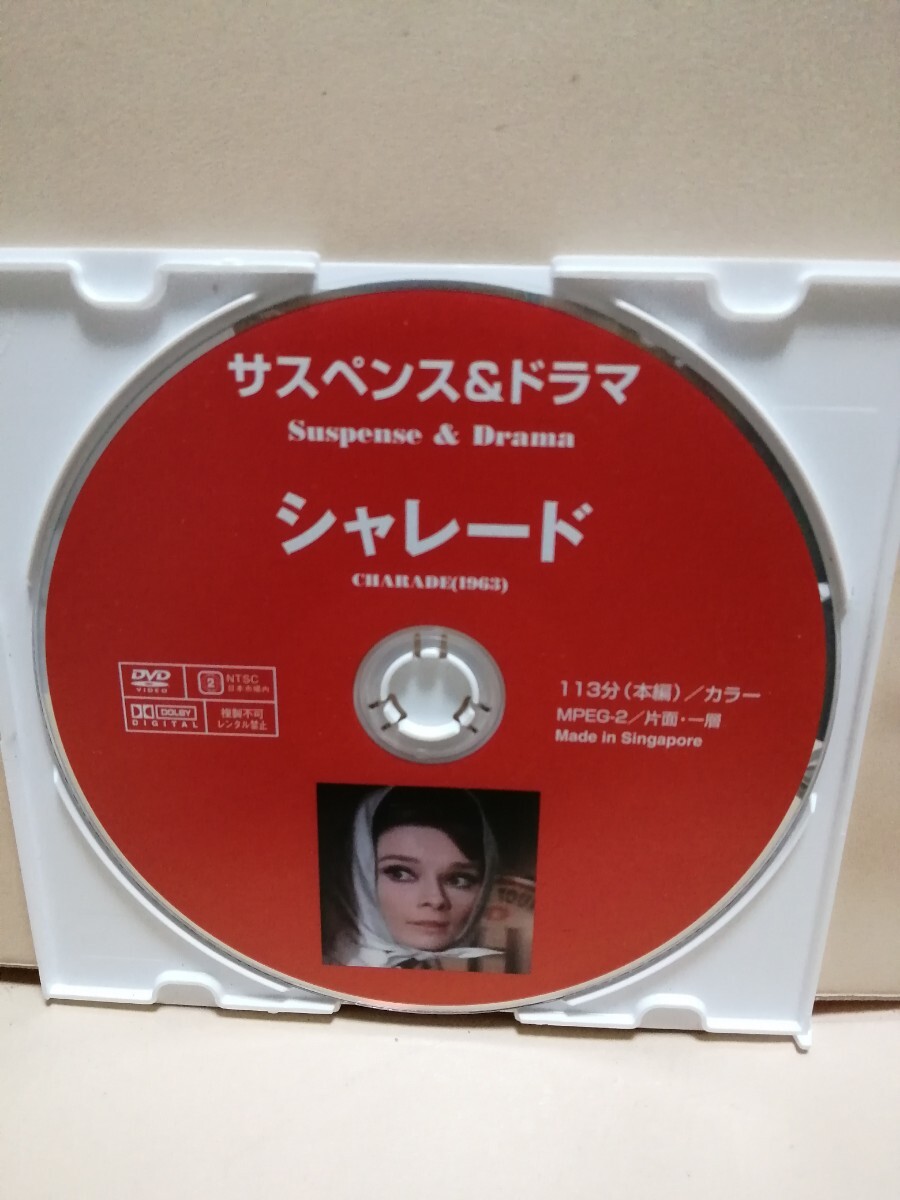 サスペンス&ドラマ
Suspense & Drama
シャレード
CHARADE(1963)
DVD
VIDEO
2
NTSC
日本市場内
DOLBY
DIGITAL
複製不可
レンタル禁止
113分(本編)/カラー
MPEG-2/片面・一層
Made in Singapore